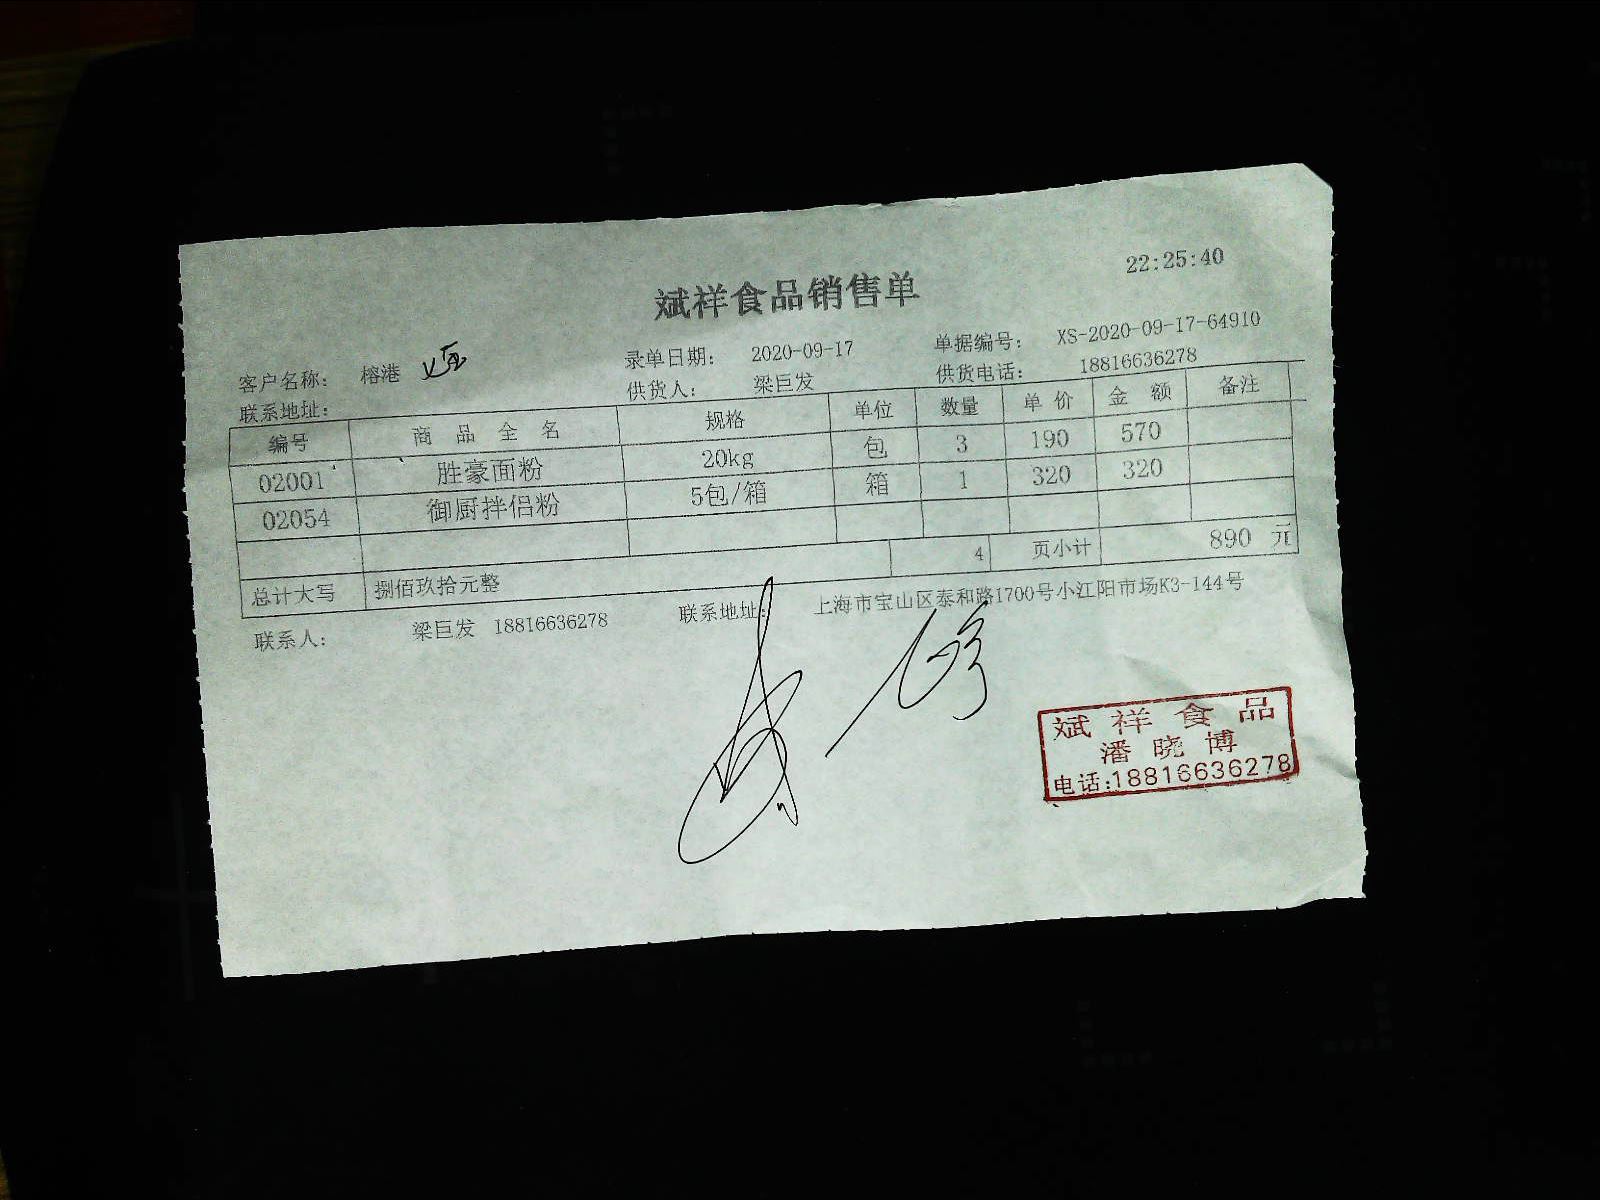 22:25:40
斌祥食品销售单
客户名称: 榕港 录单日期: 2020-09-17 单据编号: XS-2020-09-17-64910
联系地址: 供货人: 梁巨发 供货电话: 18816636278
编号 商 品 全 名 规格 单位 数量 单 价 金 额 备注
02001 胜豪面粉 20kg 包 3 190 570
02054 御厨拌侣粉 5包/箱 箱 1 320 320
总计大写 捌佰玖拾元整 4 页小计 890 元
联系人: 梁巨发 18816636278 联系地址: 上海市宝山区泰和路1700号小江阳市场K3-144号
斌祥食品
潘晓博
电话:18816636278